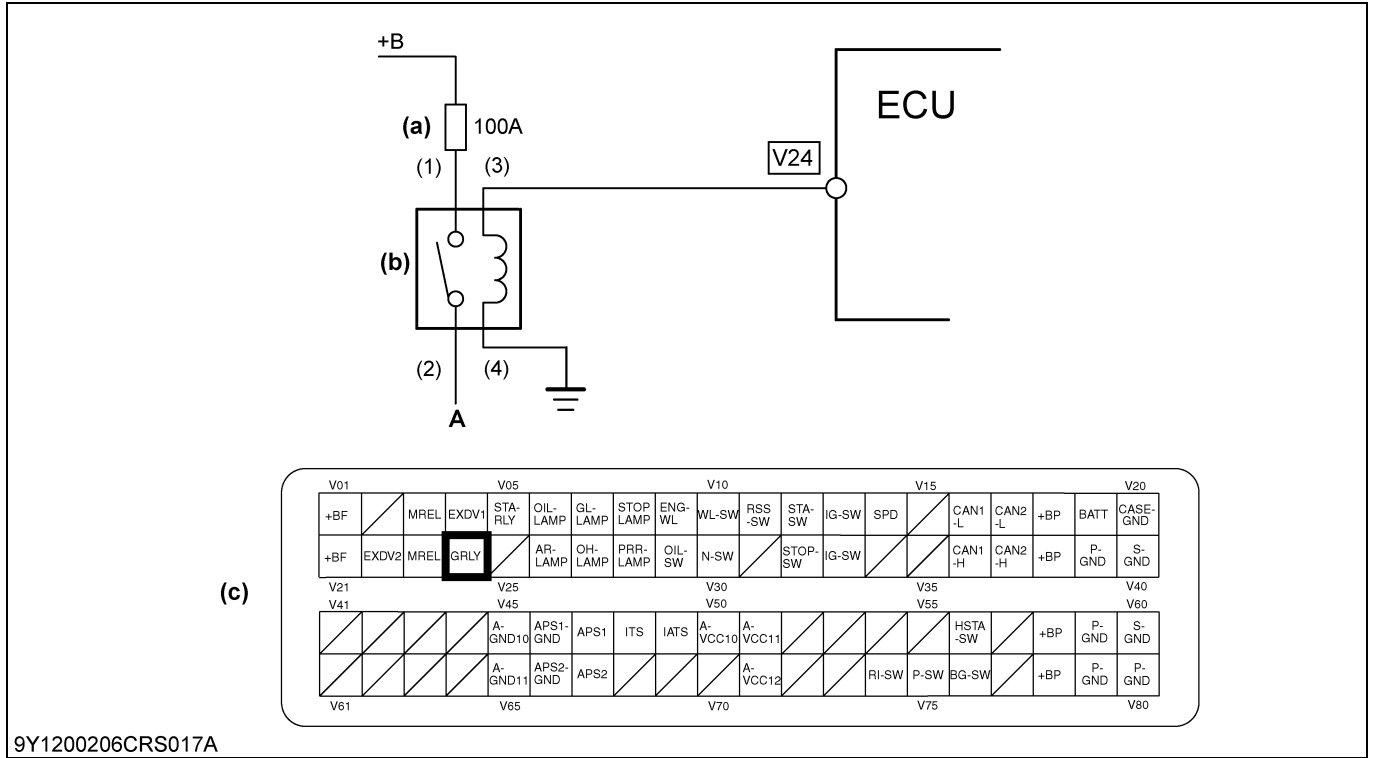 +B
ECU
(a) 100A
(1) (3)
V24
(b)
(2) (4)
A
(c)
V01 V05 V10 V15 V20
+BF MREL EXDV1 STA-RLY OIL-LAMP GL-LAMP STOP LAMP ENG-WL WL-SW RSS-SW STA-SW IG-SW SPD CAN1-L CAN2-L +BP BATT CASE-GND
+BF EXDV2 MREL GRLY AR-LAMP OH-LAMP PRR-LAMP OIL-SW N-SW STOP-SW IG-SW CAN1-H CAN2-H +BP P-GND S-GND
V21 V25 V30 V35 V40
V41 V45 V50 V55 V60
A-GND10 APS1-GND APS1 ITS IATS A-VCC10 A-VCC11 HSTA-SW +BP P-GND S-GND
A-GND11 APS2-GND APS2 A-VCC12 RI-SW P-SW BG-SW +BP P-GND P-GND
V61 V65 V70 V75 V80
9Y1200206CRS017A